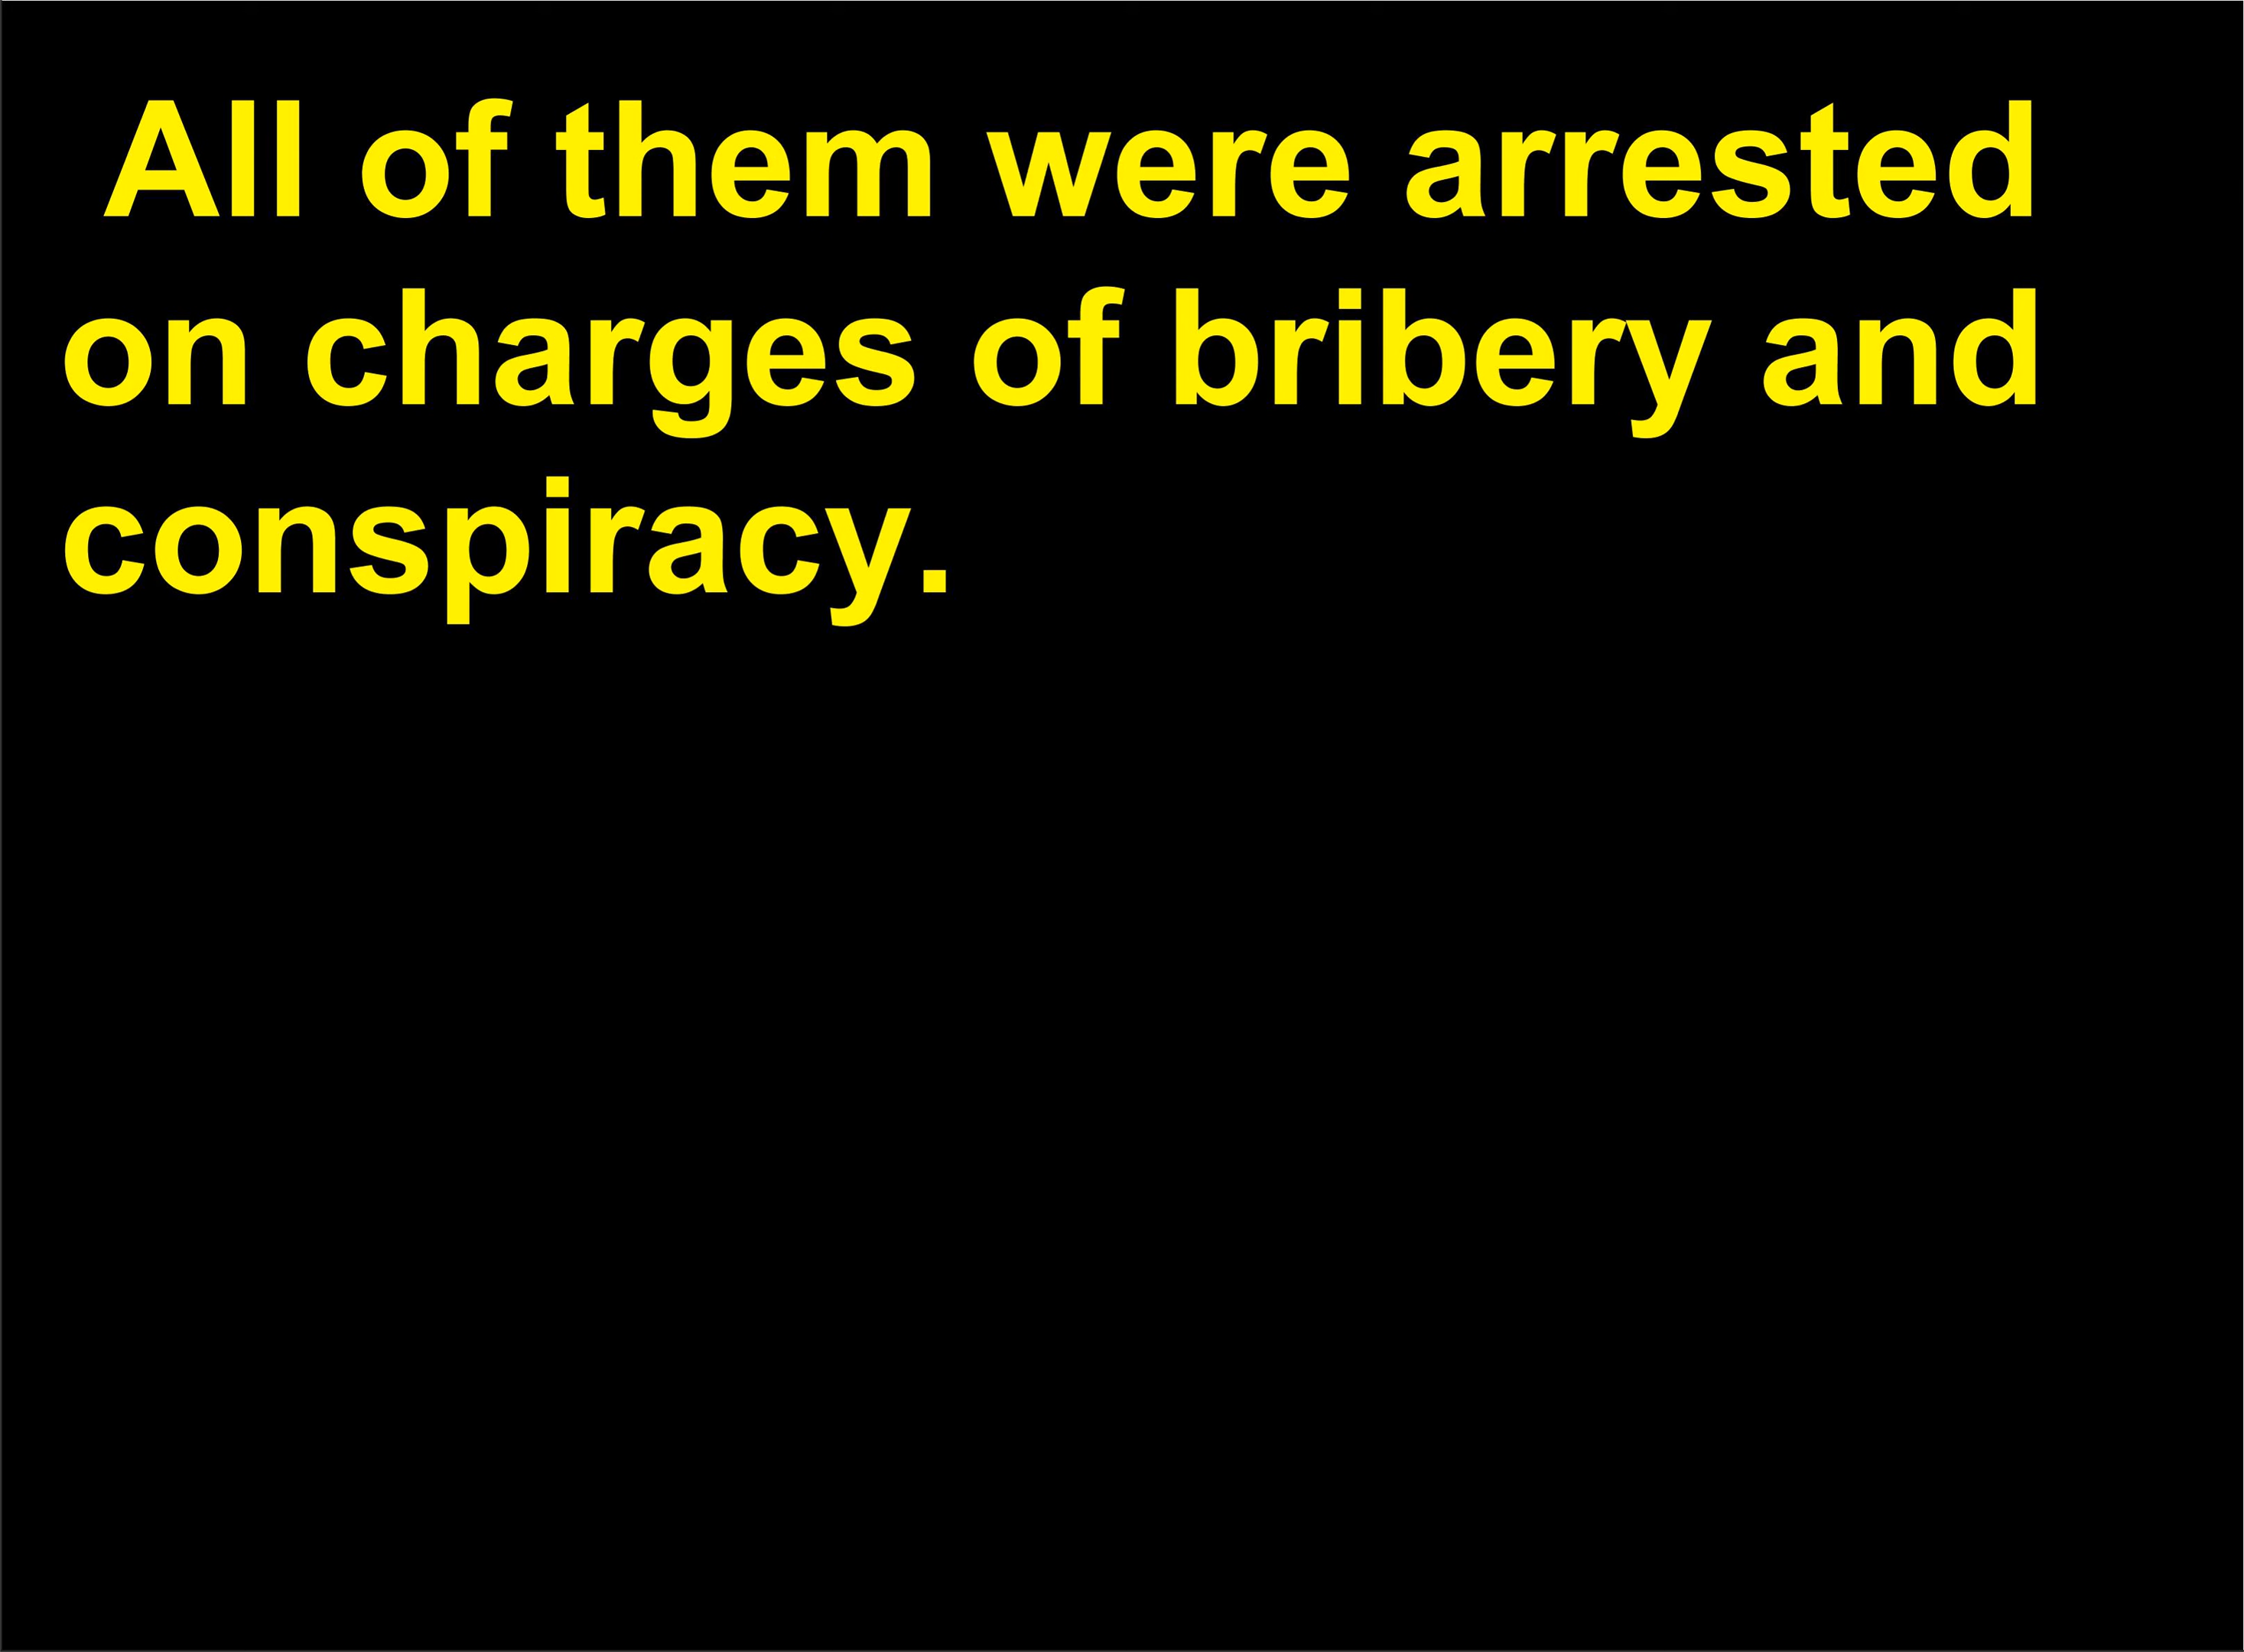 All of them were arrested
on charges of bribery and
conspiracy.